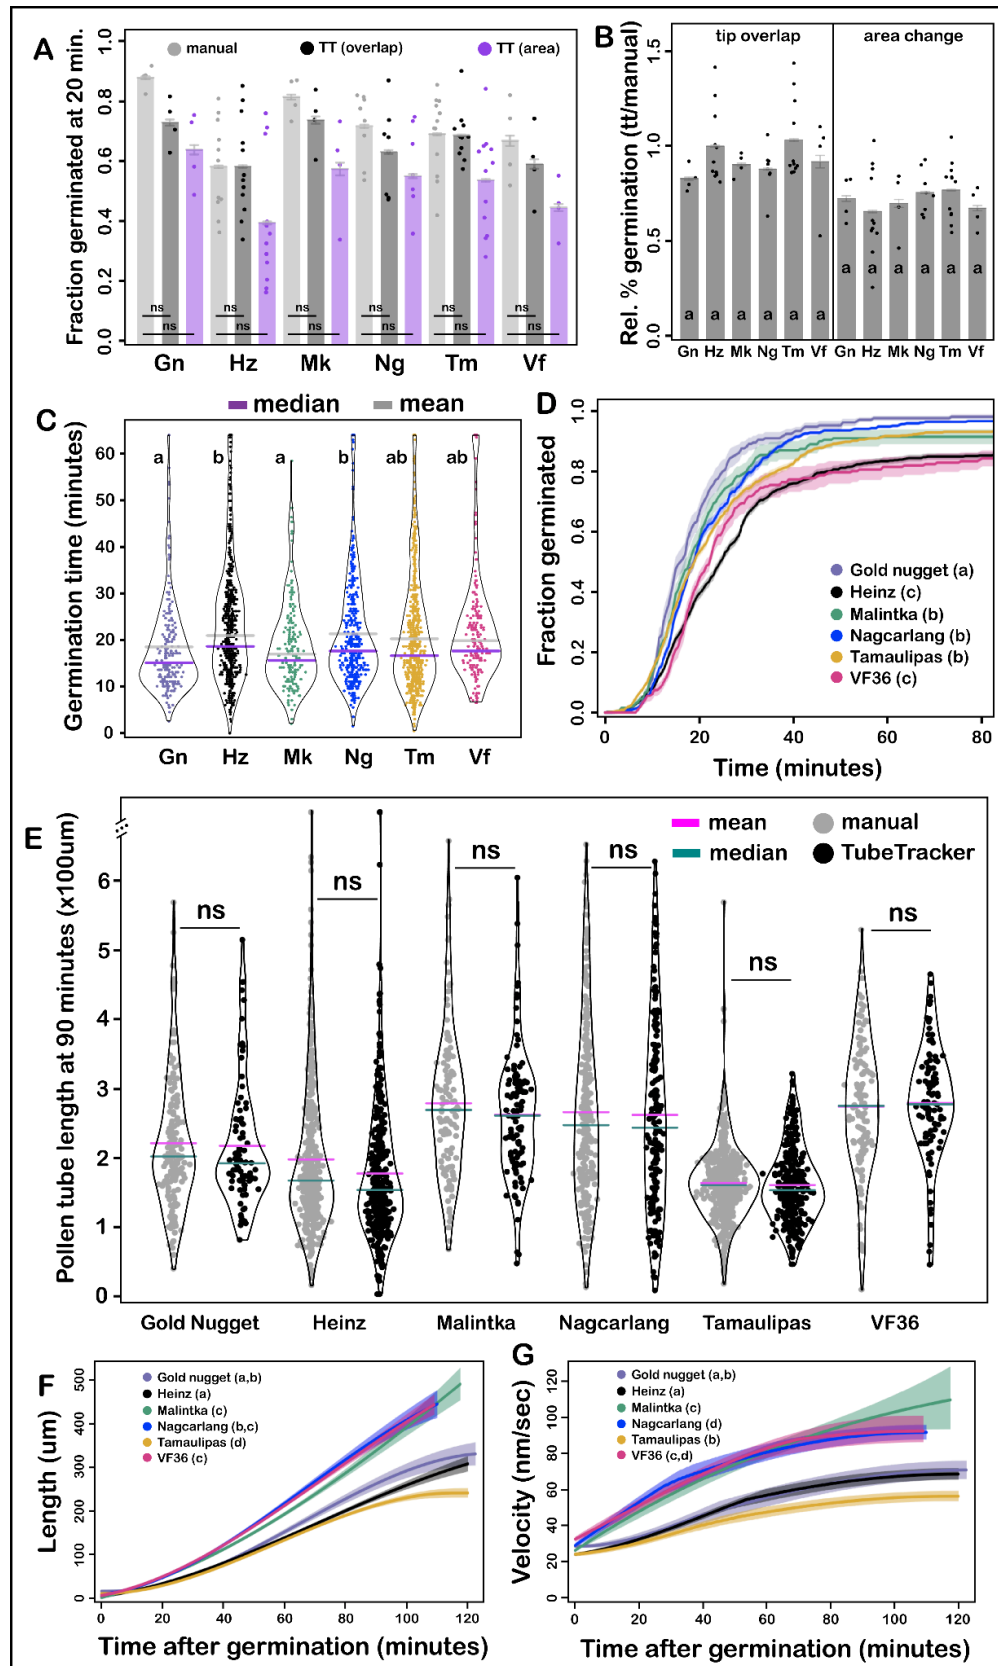 A
manual
TT (overlap)
TT (area)
Fraction germinated at 20 min.
1.0
0.8
0.6
0.4
0.2
0.0
ns ns ns ns ns ns
ns ns ns ns ns ns
Gn Hz Mk Ng Tm Vf
B
tip overlap area change
Rel. % germination (tt/manual)
1.5
1.0
0.5
0.0
a a a a a a
a a a a a a
Gn Hz Mk Ng Tm Vf Gn Hz Mk Ng Tm Vf
C
median mean
Germination time (minutes)
60
50
40
30
20
10
0
a b a b ab ab
Gn Hz Mk Ng Tm Vf
D
Fraction germinated
1.0
0.8
0.6
0.4
0.2
0.0
Gold nugget (a)
Heinz (c)
Malintka (b)
Nagcarlang (b)
Tamaulipas (b)
VF36 (c)
0 20 40 60 80
Time (minutes)
E
mean manual
median TubeTracker
Pollen tube length at 90 minutes (x100um)
6
5
4
3
2
1
0
ns ns ns ns ns ns
Gold Nugget Heinz Malintka Nagcarlang Tamaulipas VF36
F
Gold nugget (a,b)
Heinz (a)
Malintka (c)
Nagcarlang (b,c)
Tamaulipas (d)
VF36 (c)
Length (um)
500
400
300
200
100
0
0 20 40 60 80 100 120
Time after germination (minutes)
G
Gold nugget (a,b)
Heinz (a)
Malintka (c)
Nagcarlang (d)
Tamaulipas (b)
VF36 (c,d)
Velocity (nm/sec)
120
100
80
60
40
20
0
0 20 40 60 80 100 120
Time after germination (minutes)